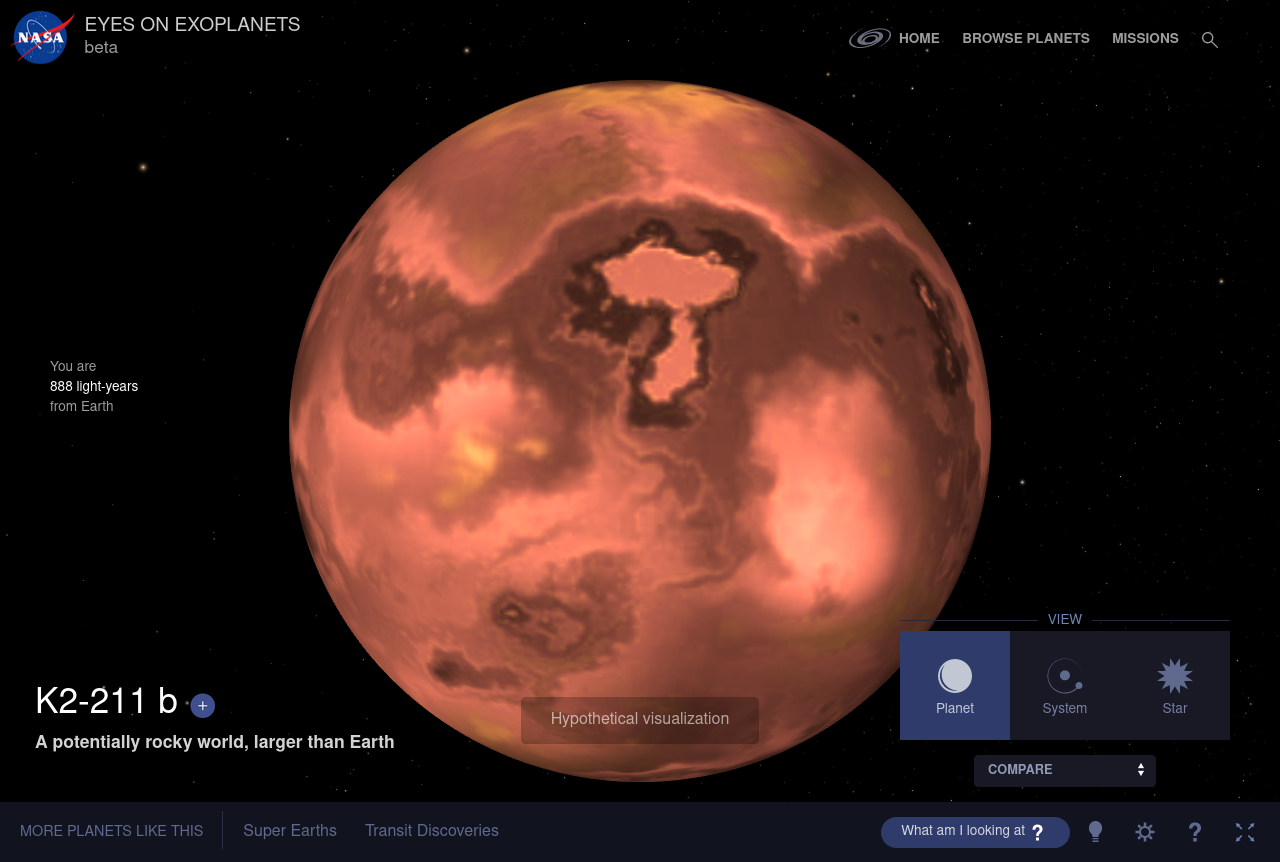 NASA
EYES ON EXOPLANETS
beta
HOME
BROWSE PLANETS
MISSIONS
You are
888 light-years
from Earth
K2-211 b +
A potentially rocky world, larger than Earth
Hypothetical visualization
VIEW
Planet
System
Star
COMPARE
MORE PLANETS LIKE THIS
Super Earths
Transit Discoveries
What am I looking at ?
?